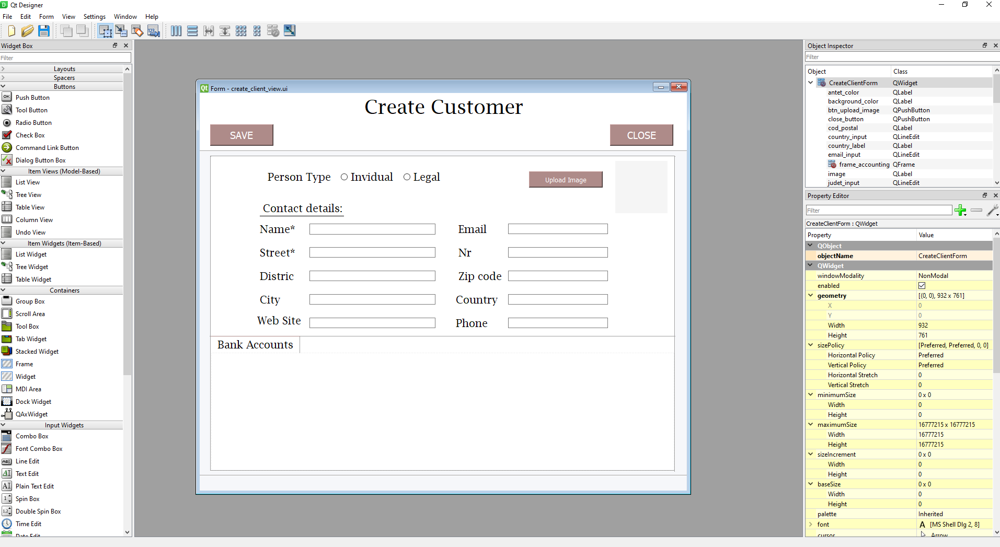 Qt Designer
File Edit Form View Settings Window Help
Widget Box
Filter
Layouts
Spacers
Buttons
Push Button
Tool Button
Radio Button
Check Box
Command Link Button
Dialog Button Box
Item Views (Model-Based)
List View
Tree View
Table View
Column View
Undo View
Item Widgets (Item-Based)
List Widget
Tree Widget
Table Widget
Containers
Group Box
Scroll Area
Tool Box
Tab Widget
Stacked Widget
Frame
Widget
MDI Area
Dock Widget
QAxWidget
Input Widgets
Combo Box
Font Combo Box
Line Edit
Text Edit
Plain Text Edit
Spin Box
Double Spin Box
Time Edit
Date Edit
Form - create_client_view.ui
Create Customer
SAVE
CLOSE
Person Type Invidual Legal
Upload Image
Contact details:
Name* Email
Street* Nr
Distric Zip code
City Country
Web Site Phone
Bank Accounts
Object Inspector
Filter
Object Class
CreateClientForm QWidget
antet_color QLabel
background_color QLabel
btn_upload_image QPushButton
close_button QPushButton
cod_postal QLabel
country_input QLineEdit
country_label QLabel
email_input QLineEdit
frame_accounting QFrame
image QLabel
judet_input QLineEdit
Property Editor
Filter
CreateClientForm : QWidget
Property Value
QObject
objectName CreateClientForm
QWidget
windowModality NonModal
enabled
geometry [(0, 0), 932 x 761]
X 0
Y 0
Width 932
Height 761
sizePolicy [Preferred, Preferred, 0, 0]
Horizontal Policy Preferred
Vertical Policy Preferred
Horizontal Stretch 0
Vertical Stretch 0
minimumSize 0 x 0
Width 0
Height 0
maximumSize 16777215 x 16777215
Width 16777215
Height 16777215
sizeIncrement 0 x 0
Width 0
Height 0
baseSize 0 x 0
Width 0
Height 0
palette Inherited
font A [MS Shell Dlg 2, 8]
cursor Arrow